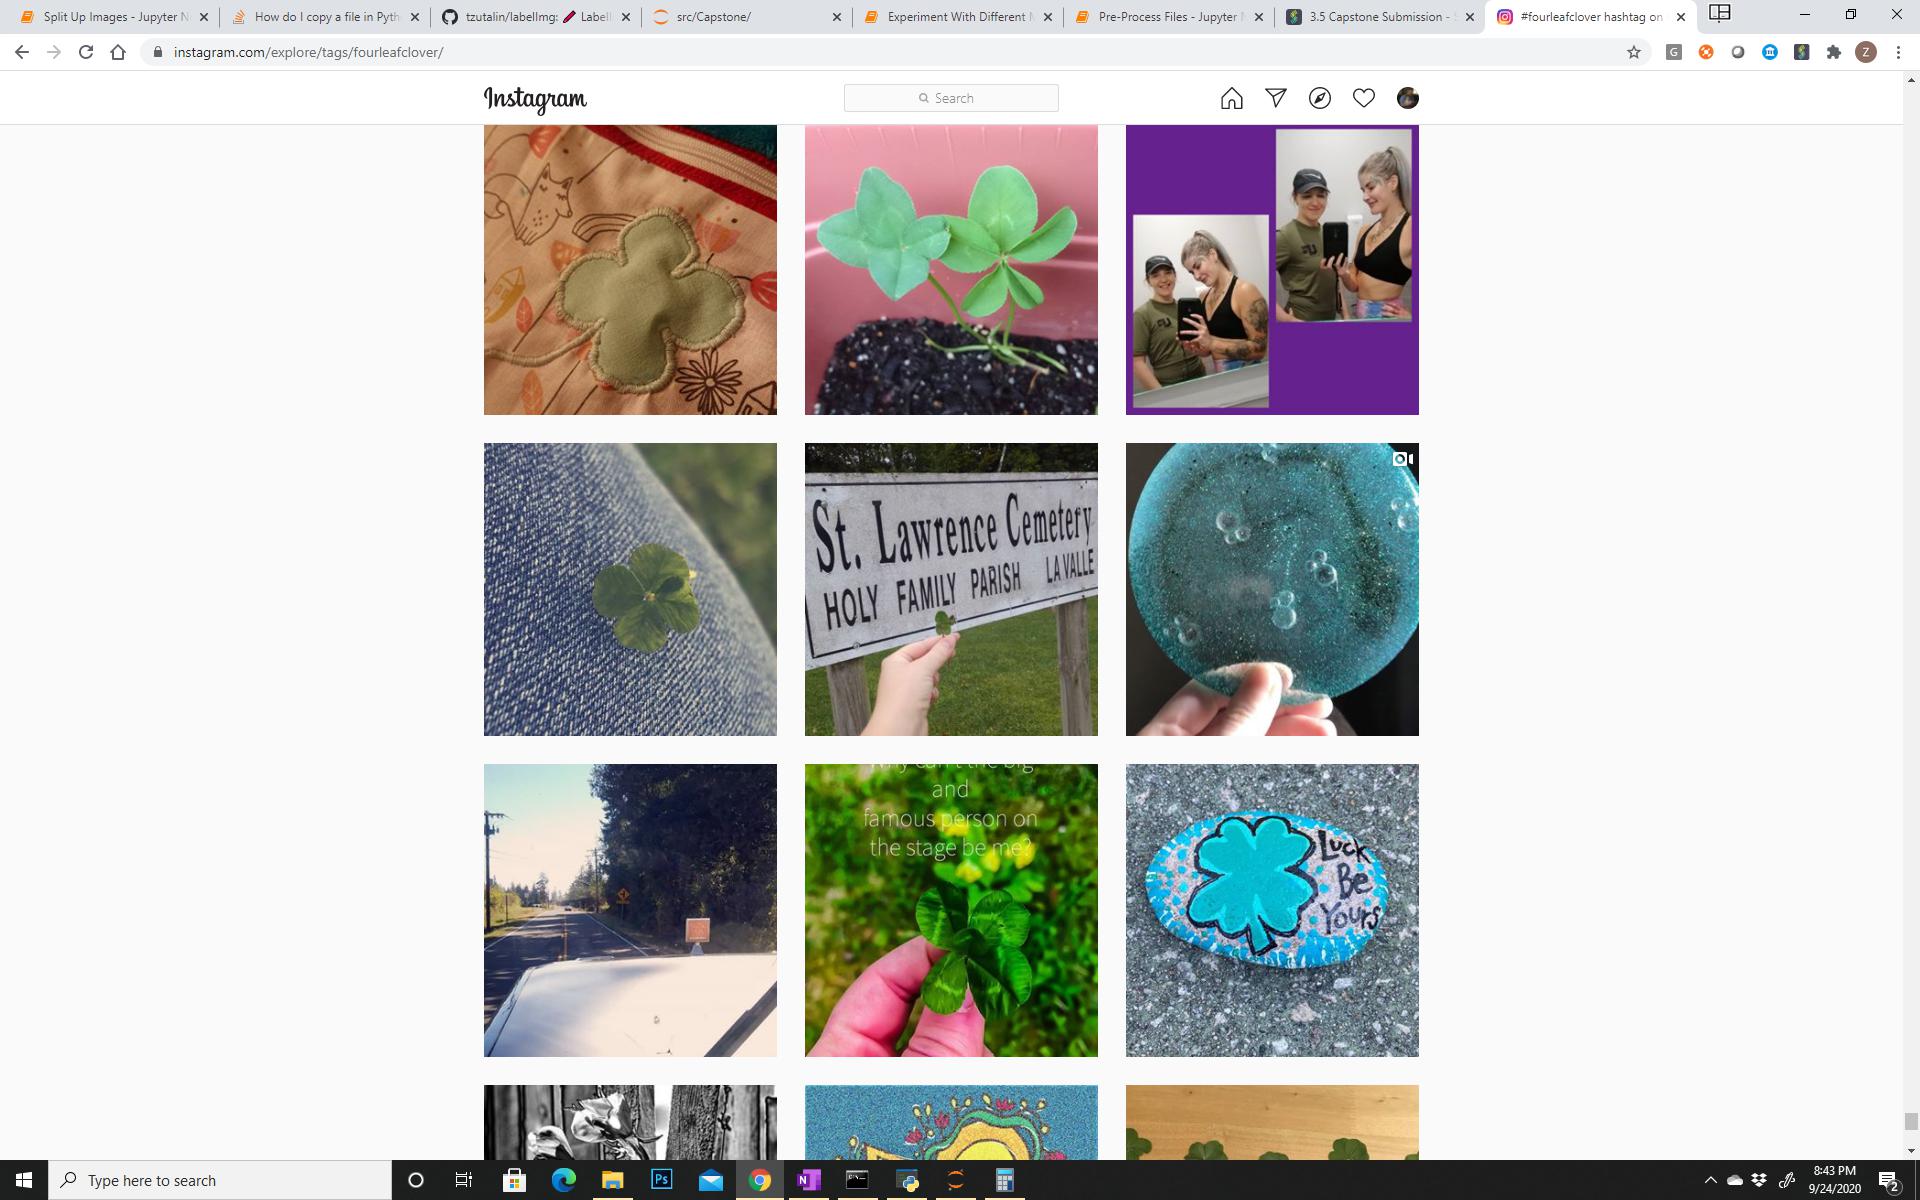 Split Up Images - Jupyter N
How do I copy a file in Pyth
tzutalin/labelImg: Label
src/Capstone/
Experiment With Different
Pre-Process Files - Jupyter
3.5 Capstone Submission -
#fourleafclover hashtag on
instagram.com/explore/tags/fourleafclover/
G
Z
Instagram
Search
St. Lawrence Cemetery
HOLY FAMILY PARISH LA VALLE
and
famous person on
the stage be me?
Luck
Be
Yours
Type here to search
Ps
N
8:43 PM
9/24/2020
2